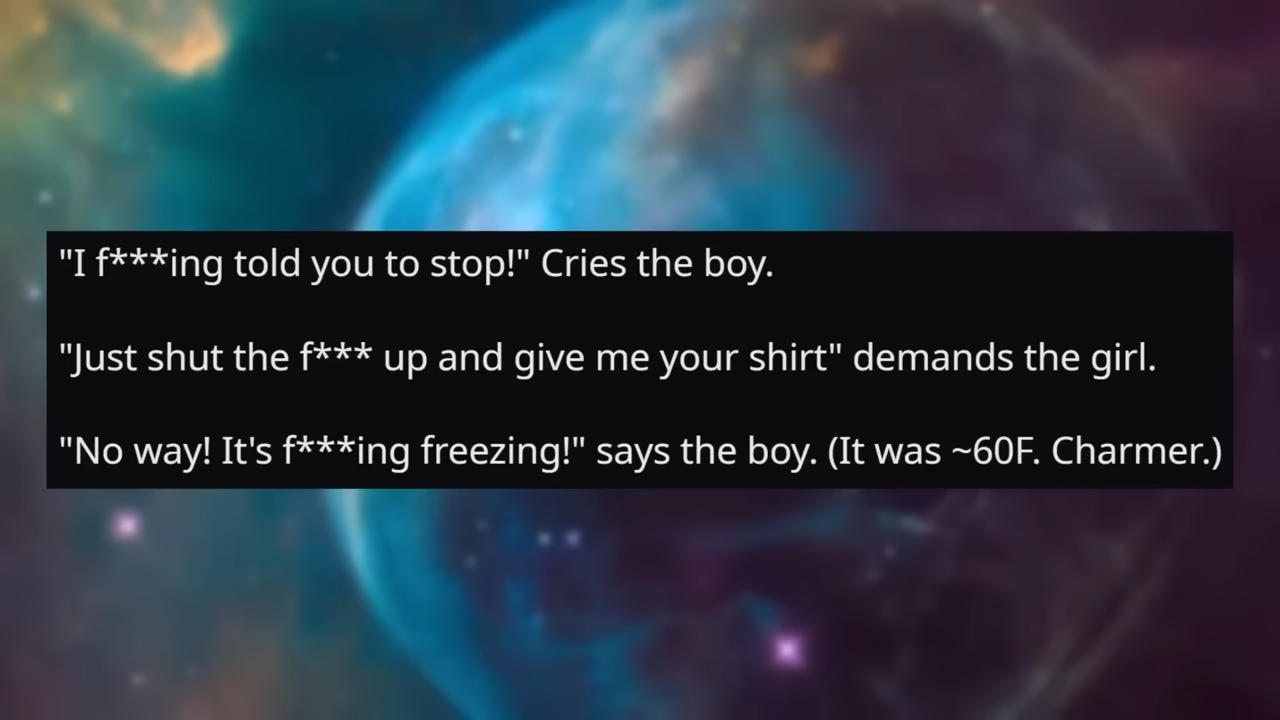 "I f***ing told you to stop!" Cries the boy.
"Just shut the f*** up and give me your shirt" demands the girl.
"No way! It's f***ing freezing!" says the boy. (It was ~60F. Charmer.)